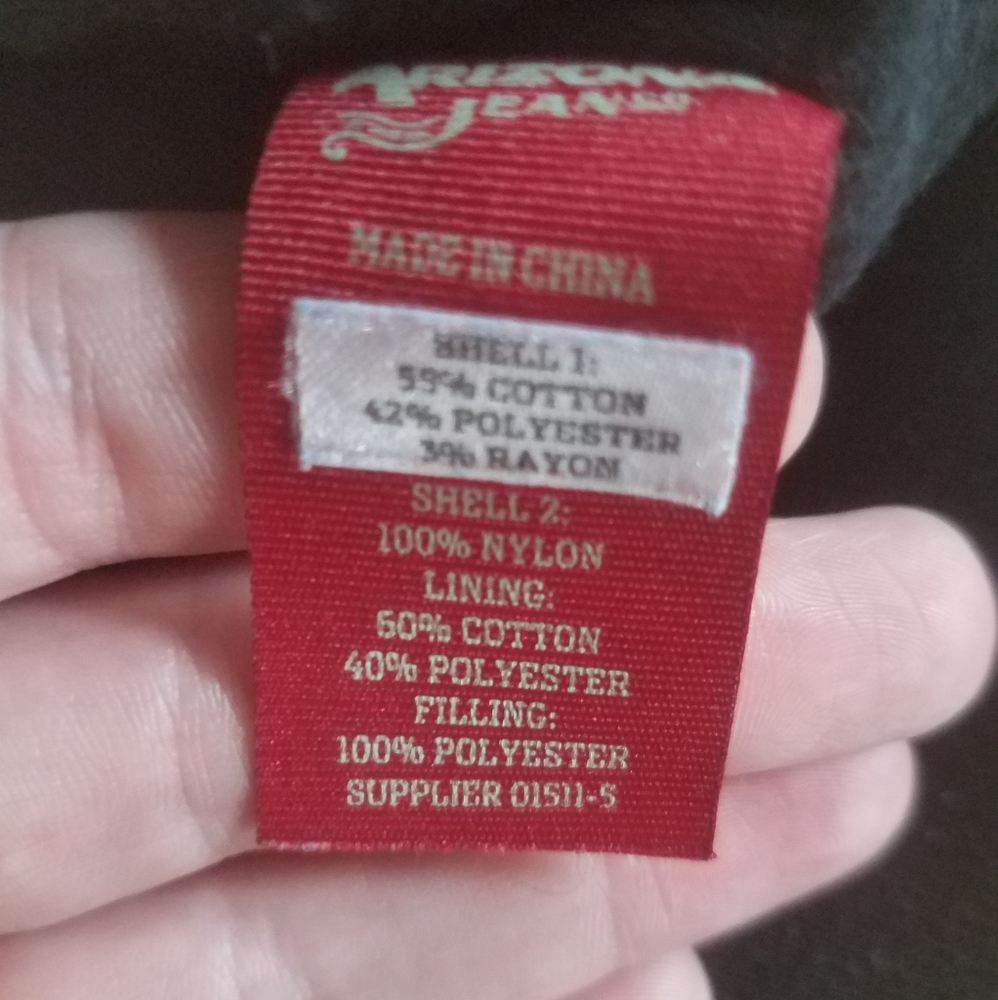 ARIZONA
JEAN CO.
MADE IN CHINA
SHELL 1:
55% COTTON
42% POLYESTER
3% RAYON
SHELL 2:
100% NYLON
LINING:
60% COTTON
40% POLYESTER
FILLING:
100% POLYESTER
SUPPLIER 01511-5